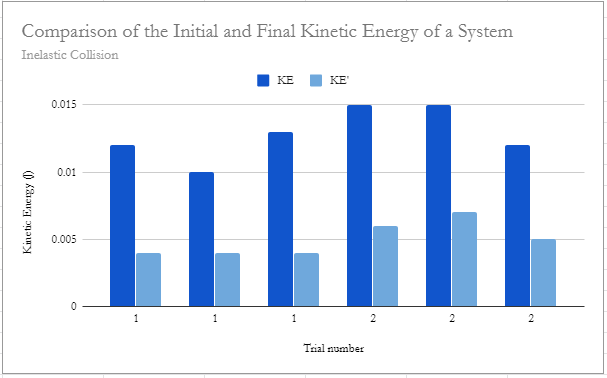 Comparison of the Initial and Final Kinetic Energy of a System
Inelastic Collision
KE KE'
0.015
0.01
0.005
0
Kinetic Energy (J)
1 1 1 2 2 2
Trial number